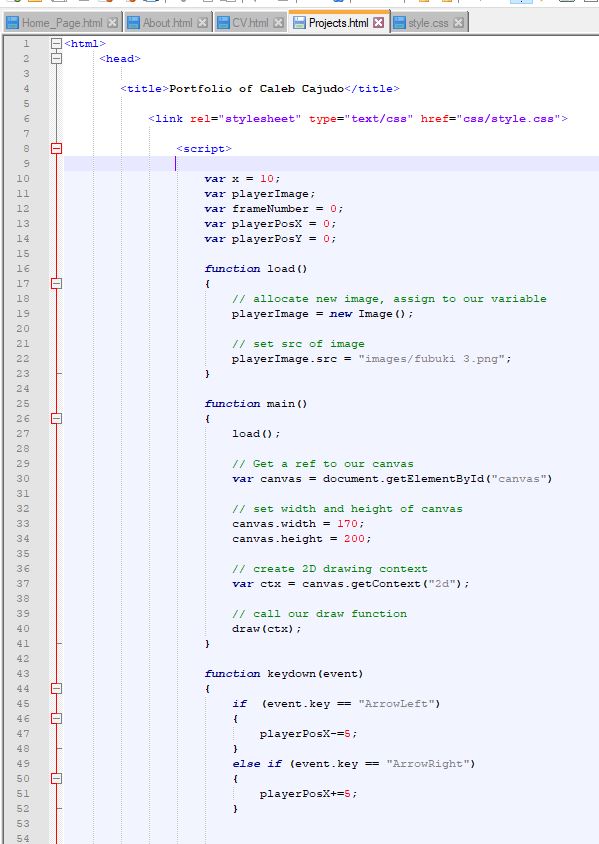 Home_Page.html About.html CV.html Projects.html style.css
1 <html>
2 <head>
3
4 <title>Portfolio of Caleb Cajudo</title>
5
6 <link rel="stylesheet" type="text/css" href="css/style.css">
7
8 <script>
9
10 var x = 10;
11 var playerImage;
12 var frameNumber = 0;
13 var playerPosX = 0;
14 var playerPosY = 0;
15
16 function load()
17 {
18 // allocate new image, assign to our variable
19 playerImage = new Image();
20
21 // set src of image
22 playerImage.src = "images/fubuki 3.png";
23 }
24
25 function main()
26 {
27 load();
28
29 // Get a ref to our canvas
30 var canvas = document.getElementById("canvas")
31
32 // set width and height of canvas
33 canvas.width = 170;
34 canvas.height = 200;
35
36 // create 2D drawing context
37 var ctx = canvas.getContext("2d");
38
39 // call our draw function
40 draw(ctx);
41 }
42
43 function keydown(event)
44 {
45 if (event.key == "ArrowLeft")
46 {
47 playerPosX-=5;
48 }
49 else if (event.key == "ArrowRight")
50 {
51 playerPosX+=5;
52 }
53
54